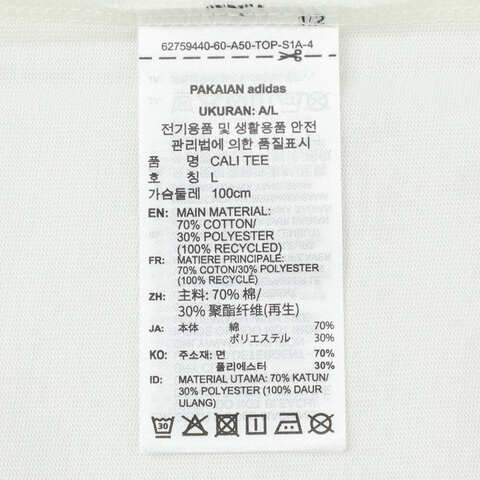 1/2
62759440-60-A50-TOP-S1A-4
PAKAIAN adidas
UKURAN: A/L
전기용품 및 생활용품 안전
관리법에 의한 품질표시
품 명 CALI TEE
호 칭 L
가슴둘레 100cm
EN: MAIN MATERIAL:
70% COTTON/
30% POLYESTER
(100% RECYCLED)
FR: MATIERE PRINCIPALE:
70% COTON/30% POLYESTER
(100% RECYCLE)
ZH: 主料: 70% 棉/
30% 聚酯纤维(再生)
JA: 本体 綿 70%
ポリエステル 30%
KO: 주소재: 면 70%
폴리에스터 30%
ID: MATERIAL UTAMA: 70% KATUN/
30% POLYESTER (100% DAUR
ULANG)
30